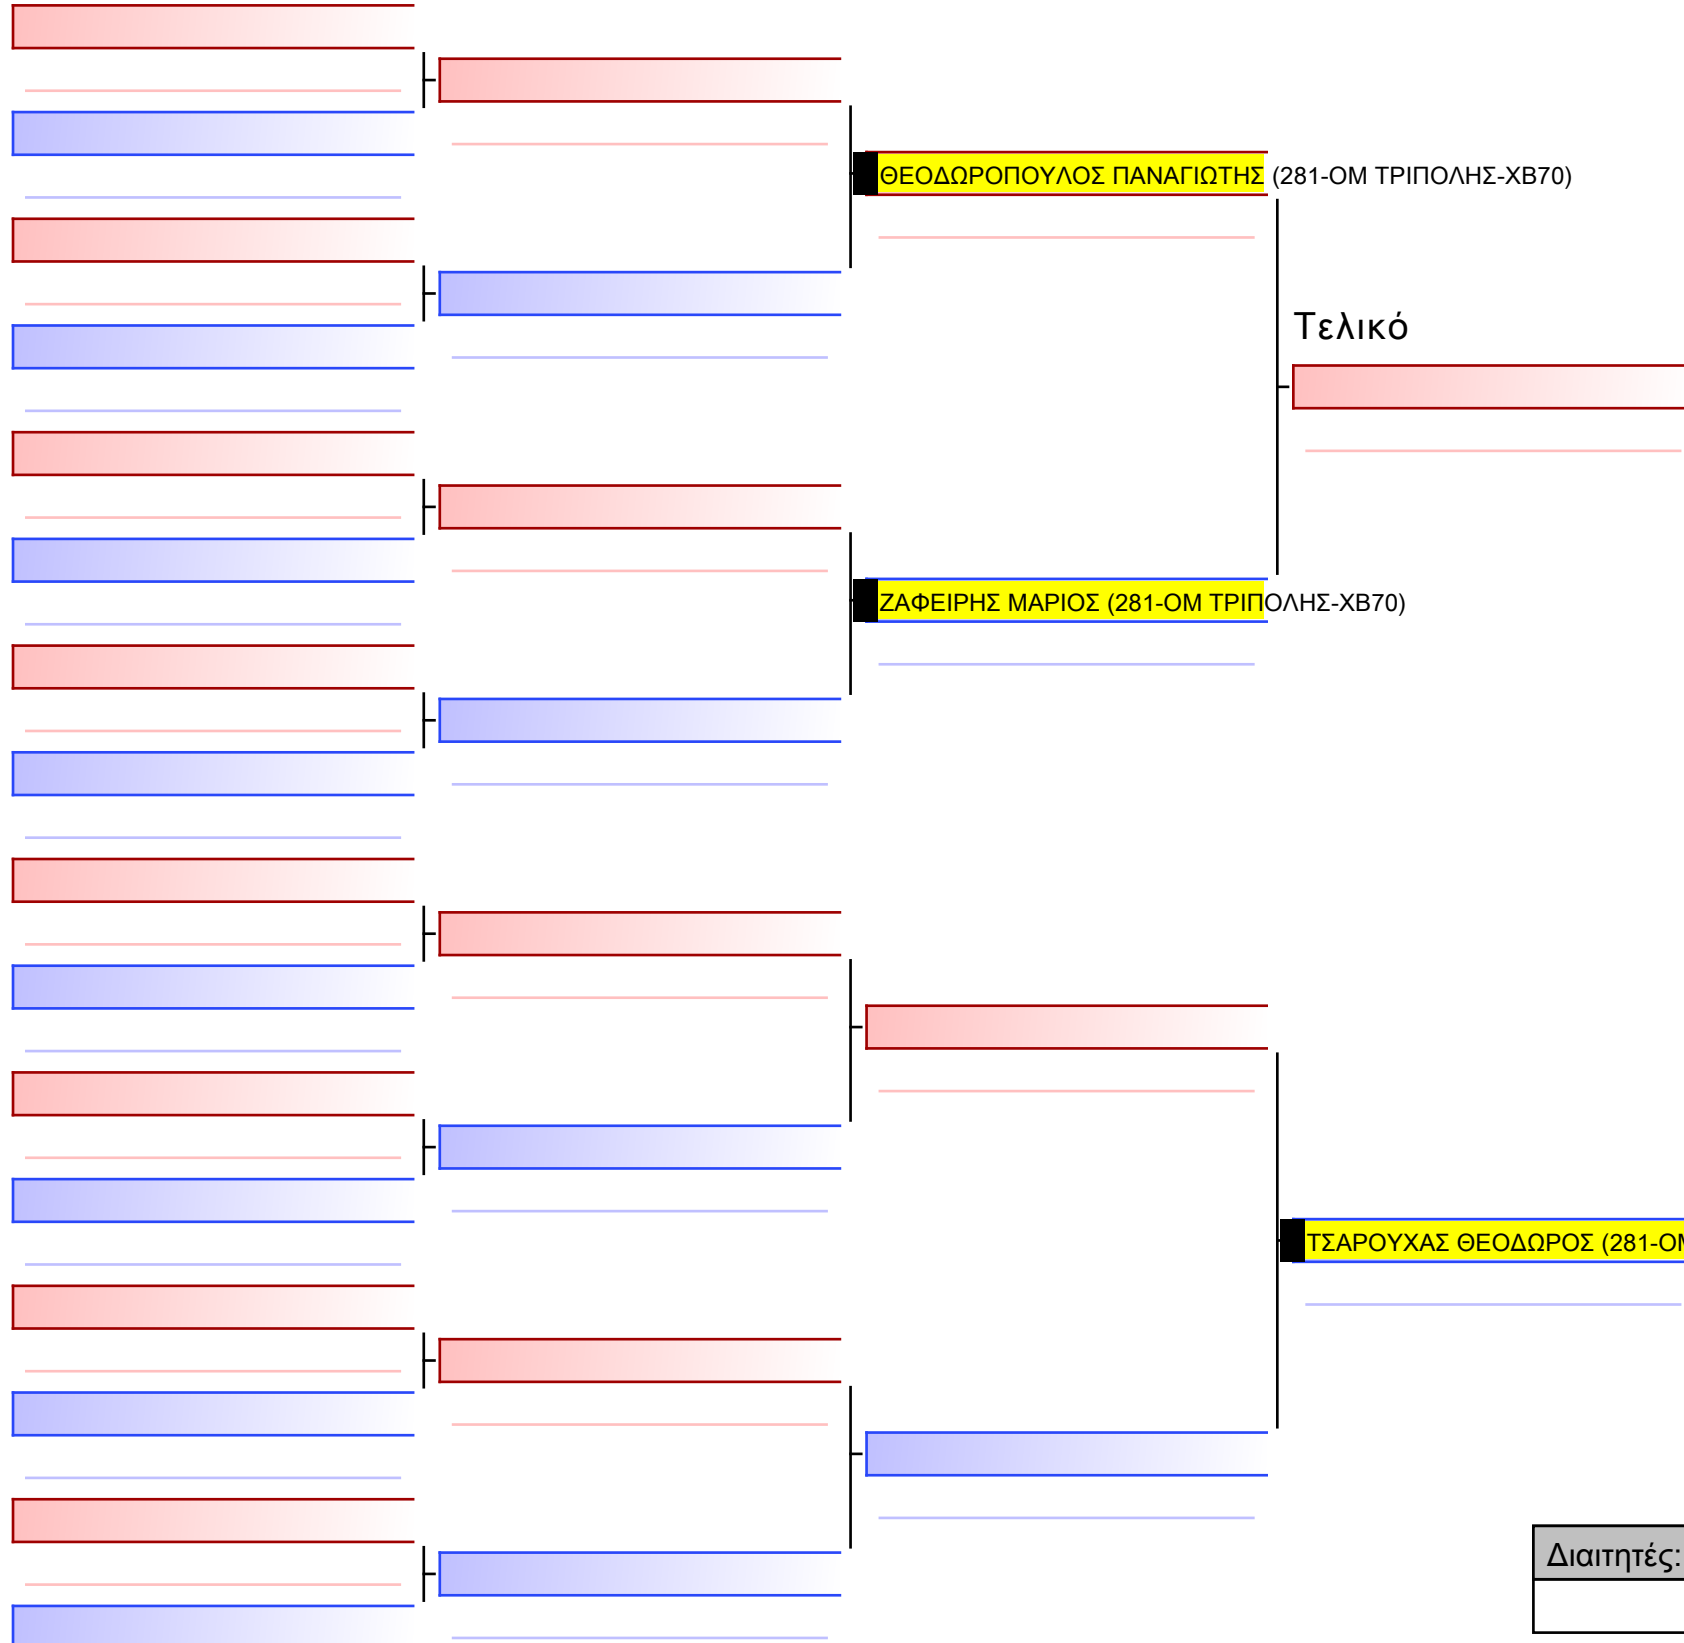 ΘΕΟΔΩΡΟΠΟΥΛΟΣ ΠΑΝΑΓΙΩΤΗΣ (281-ΟΜ ΤΡΙΠΟΛΗΣ-ΧΒ70)
Τελικό
ΖΑΦΕΙΡΗΣ ΜΑΡΙΟΣ (281-ΟΜ ΤΡΙΠΟΛΗΣ-ΧΒ70)
ΤΣΑΡΟΥΧΑΣ ΘΕΟΔΩΡΟΣ (281-ΟΜ
Διαιτητές: